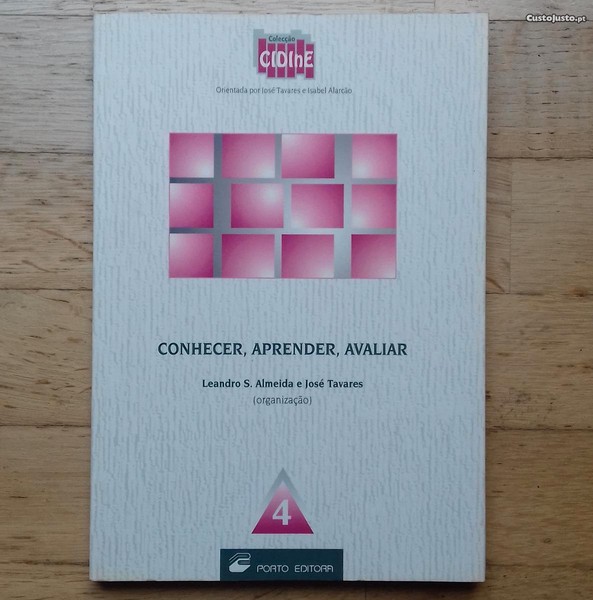 CustoJusto.pt
Colecção
CIDInE
Orientada por José Tavares e Isabel Alarcão
CONHECER, APRENDER, AVALIAR
Leandro S. Almeida e José Tavares
(organização)
4
PORTO EDITORA